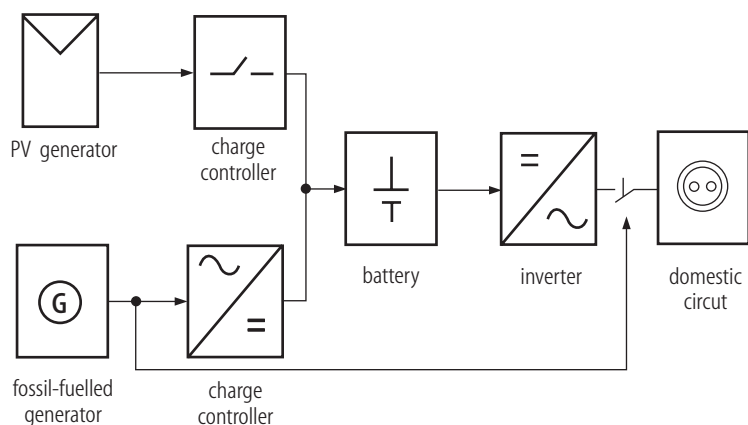 PV generator
charge
controller
battery
inverter
domestic
circut
G
fossil-fuelled
generator
charge
controller